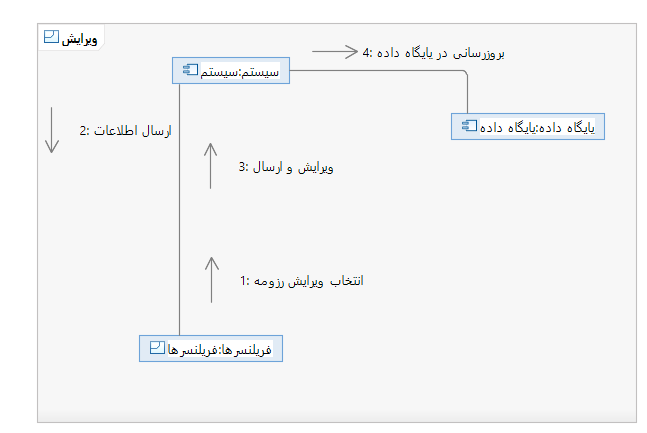 ویرایش
4: بروزرسانی در پایگاه داده
سیستم:سیستم
پایگاه داده:پایگاه داده
2: ارسال اطلاعات
3: ویرایش و ارسال
1: انتخاب ویرایش رزومه
فریلنسرها:فریلنسرها